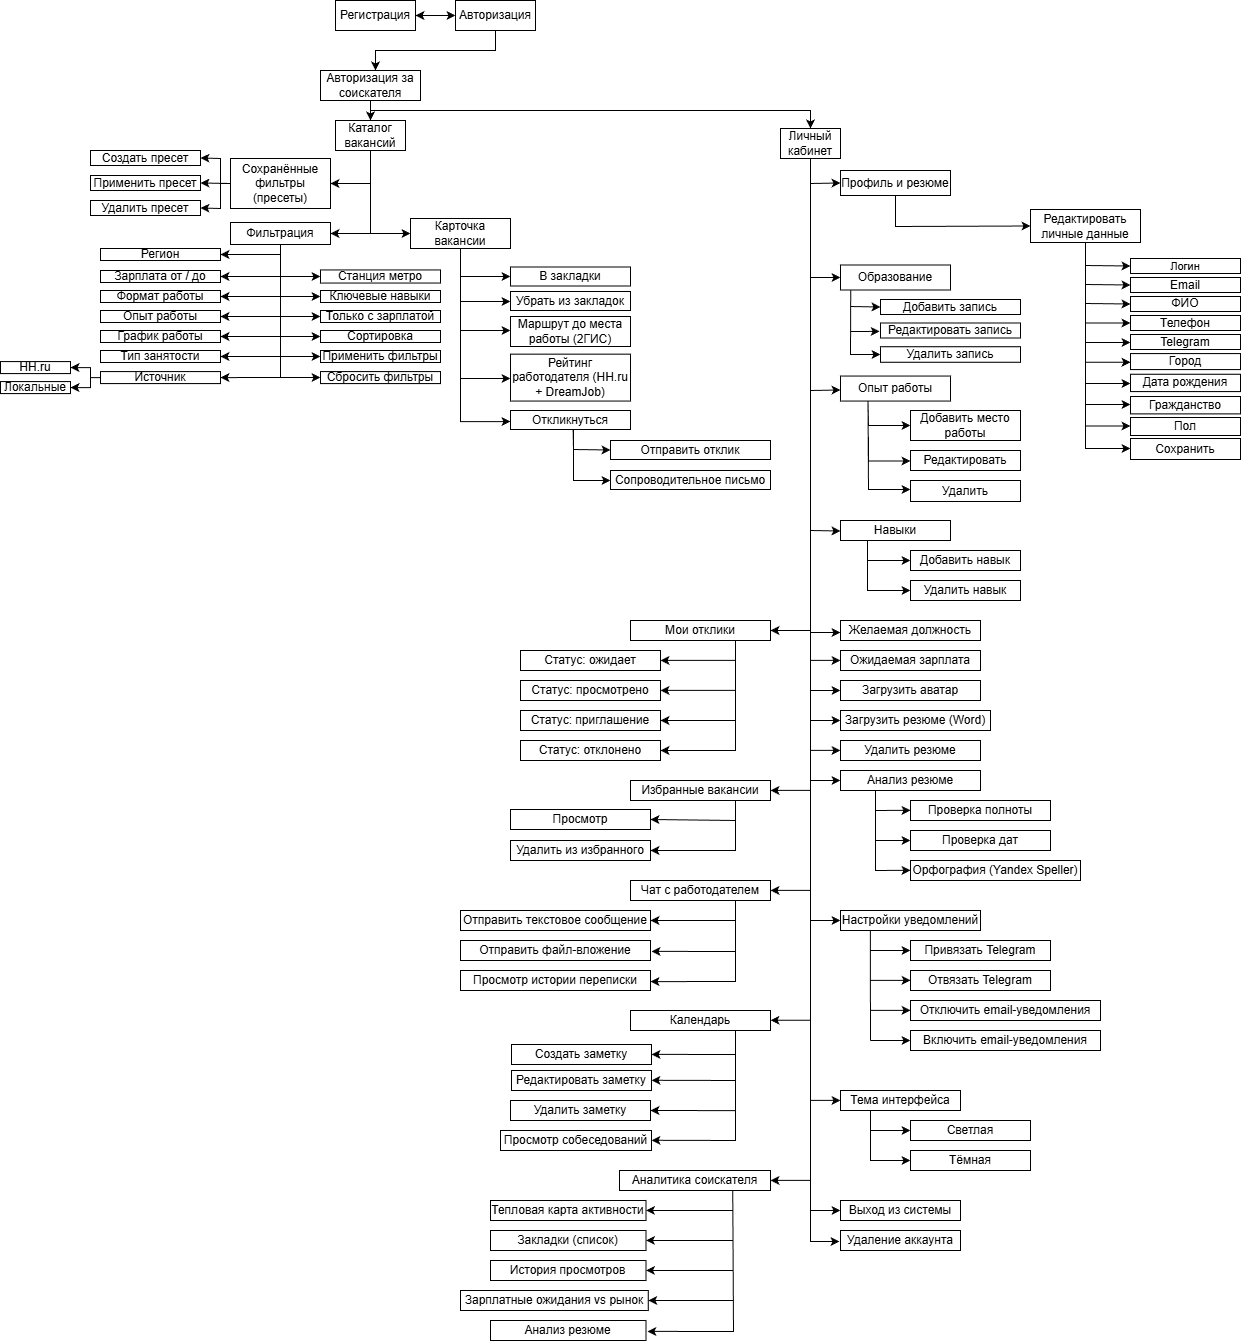 Регистрация
Авторизация
Авторизация за
соискателя
Каталог
вакансий
Личный
кабинет
Создать пресет
Применить пресет
Удалить пресет
Сохранённые
фильтры
(пресеты)
Фильтрация
Карточка
вакансии
Регион
Зарплата от / до
Формат работы
Опыт работы
График работы
Тип занятости
Источник
HH.ru
Локальные
Станция метро
Ключевые навыки
Только с зарплатой
Сортировка
Применить фильтры
Сбросить фильтры
В закладки
Убрать из закладок
Маршрут до места
работы (2ГИС)
Рейтинг
работодателя (HH.ru
+ DreamJob)
Откликнуться
Отправить отклик
Сопроводительное письмо
Профиль и резюме
Редактировать
личные данные
Логин
Email
ФИО
Телефон
Telegram
Город
Дата рождения
Гражданство
Пол
Сохранить
Образование
Добавить запись
Редактировать запись
Удалить запись
Опыт работы
Добавить место
работы
Редактировать
Удалить
Навыки
Добавить навык
Удалить навык
Мои отклики
Статус: ожидает
Статус: просмотрено
Статус: приглашение
Статус: отклонено
Желаемая должность
Ожидаемая зарплата
Загрузить аватар
Загрузить резюме (Word)
Удалить резюме
Анализ резюме
Проверка полноты
Проверка дат
Орфография (Yandex Speller)
Избранные вакансии
Просмотр
Удалить из избранного
Чат с работодателем
Отправить текстовое сообщение
Отправить файл-вложение
Просмотр истории переписки
Настройки уведомлений
Привязать Telegram
Отвязать Telegram
Отключить email-уведомления
Включить email-уведомления
Календарь
Создать заметку
Редактировать заметку
Удалить заметку
Просмотр собеседований
Тема интерфейса
Светлая
Тёмная
Аналитика соискателя
Тепловая карта активности
Закладки (список)
История просмотров
Зарплатные ожидания vs рынок
Анализ резюме
Выход из системы
Удаление аккаунта